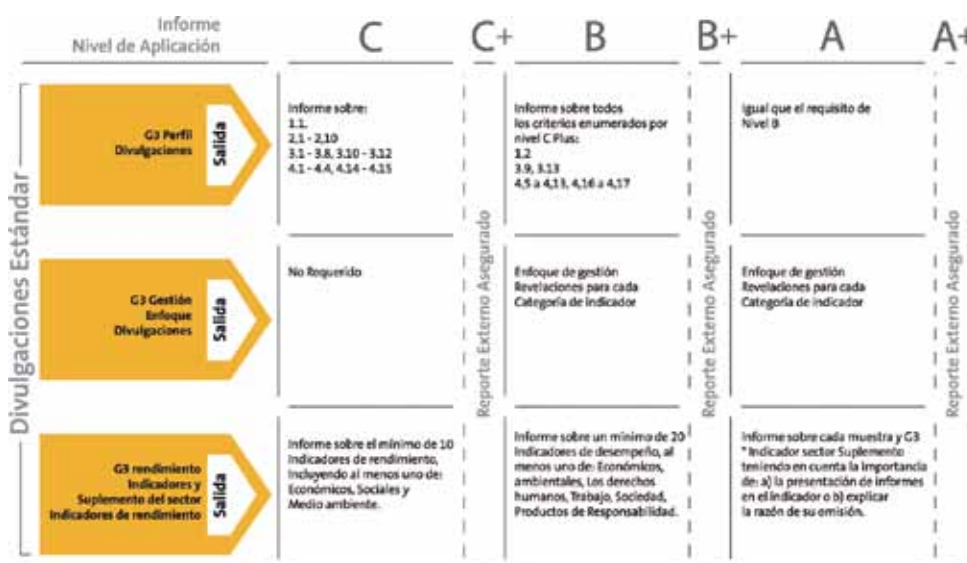 Informe
Nivel de Aplicación
C
C+
B
B+
A
A+
Divulgaciones Estándar
G3 Perfil
Divulgaciones
Salida
Informe sobre:
1.1.
2,1 - 2,10
3.1 - 3.8, 3.10 - 3.12
4.1 - 4.4, 4.14 - 4.15
Informe sobre todos
los criterios enumerados por
nivel C Plus:
1,2
3.9, 3.13
4,5 a 4,13, 4,16 a 4,17
Igual que el requisito de
Nivel B
G3 Gestión
Enfoque
Divulgaciones
Salida
No Requerido
Enfoque de gestión
Revelaciones para cada
Categoría de indicador
Enfoque de gestión
Revelaciones para cada
Categoría de indicador
G3 rendimiento
Indicadores y
Suplemento del sector
Indicadores de rendimiento
Salida
Informe sobre el mínimo de 10
Indicadores de rendimiento,
Incluyendo al menos uno de:
Económicos, Sociales y
Medio ambiente.
Informe sobre un mínimo de 20
Indicadores de desempeño, al
menos uno de: Económicos,
ambientales, Los derechos
humanos, Trabajo, Sociedad,
Productos de Responsabilidad.
Informe sobre cada muestra y G3
* Indicador sector Suplemento
teniendo en cuenta la importancia
de: a) la presentación de informes
en el indicador o b) explicar
la razón de su omisión.
Reporte Externo Asegurado
Reporte Externo Asegurado
Reporte Externo Asegurado